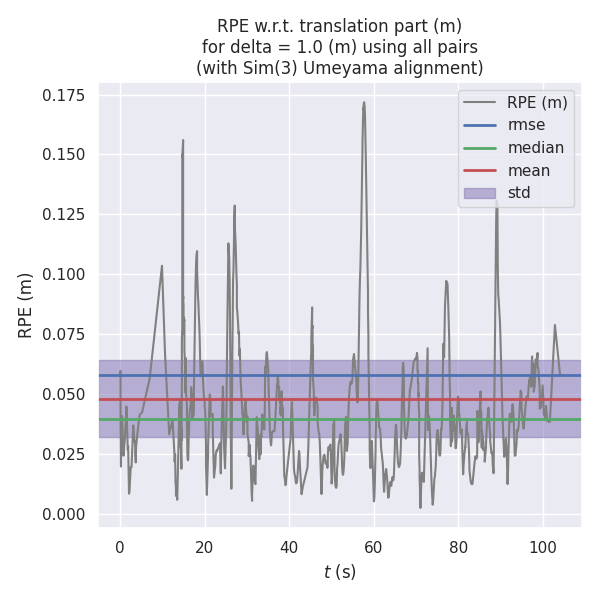 RPE w.r.t. translation part (m)
for delta = 1.0 (m) using all pairs
(with Sim(3) Umeyama alignment)
RPE (m)
rmse
median
mean
std
0.175
0.150
0.125
0.100
0.075
0.050
0.025
0.000
RPE (m)
0 20 40 60 80 100
t (s)